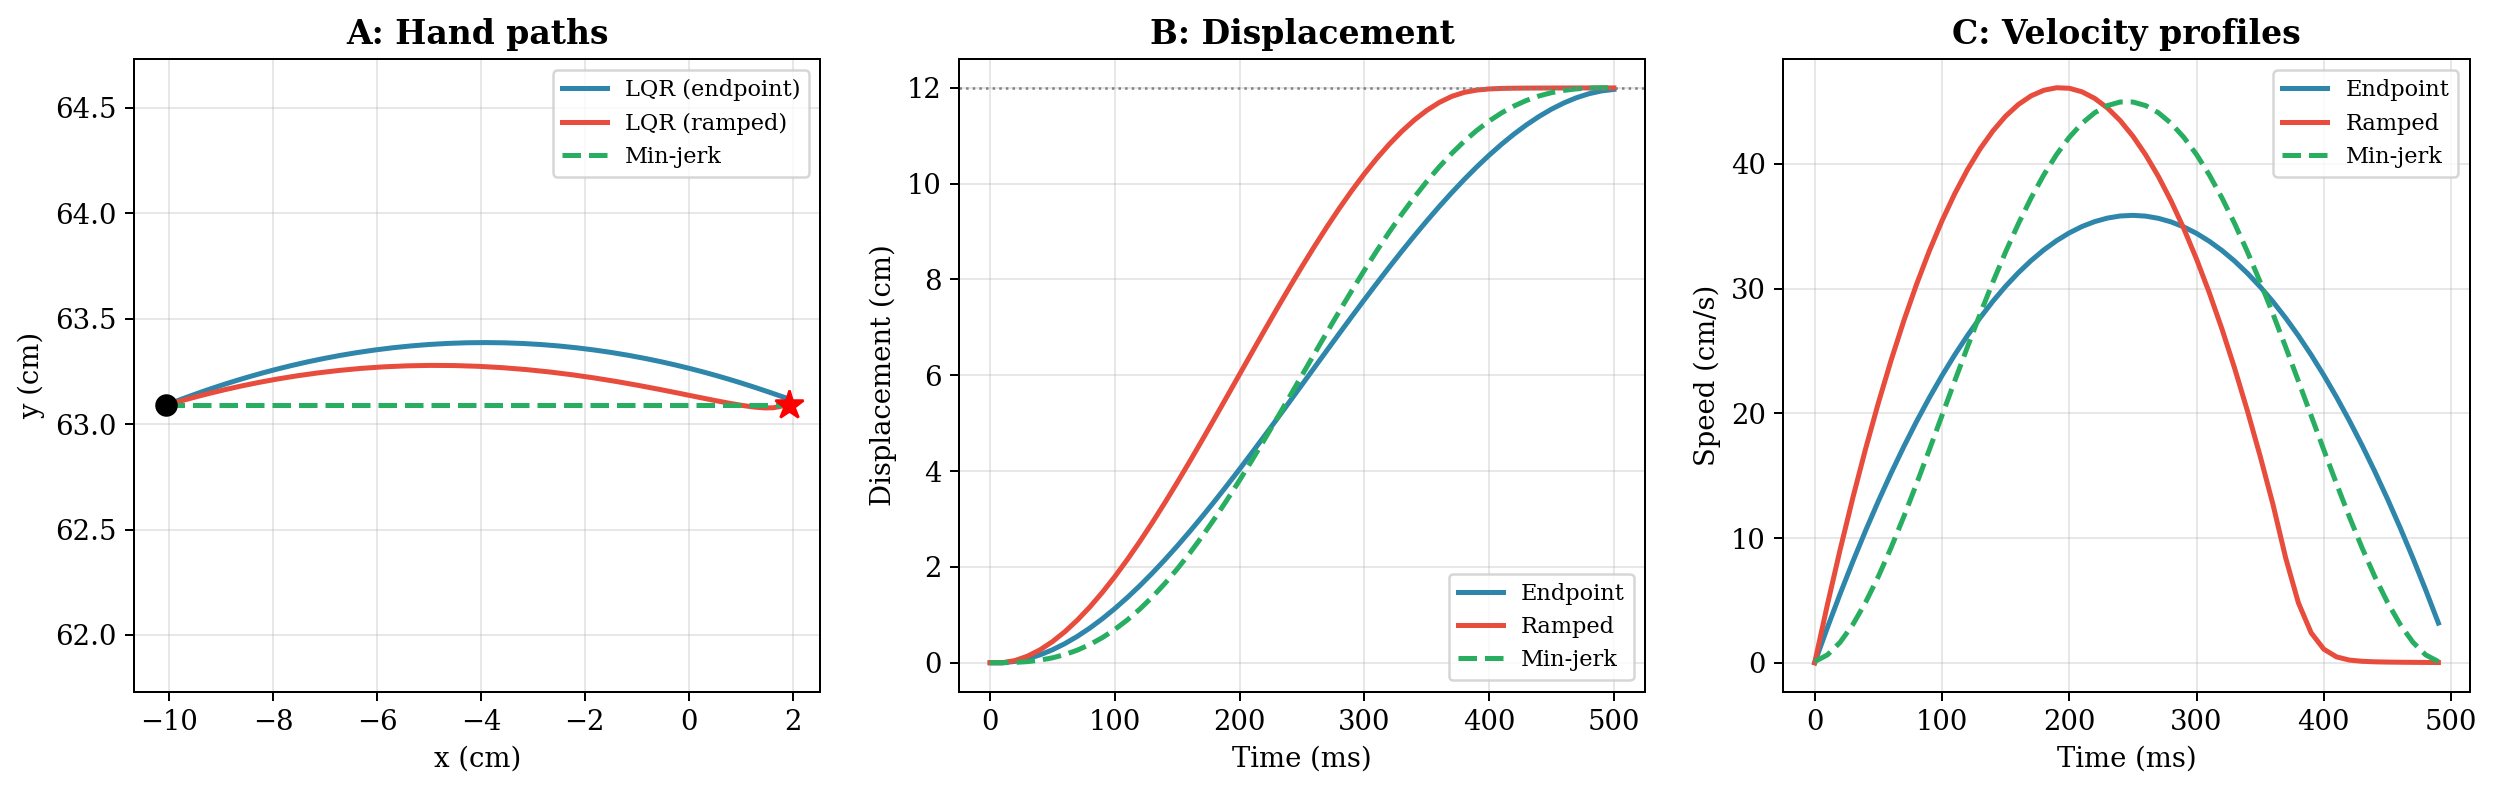 A: Hand paths
64.5
64.0
63.5
63.0
62.5
62.0
y (cm)
LQR (endpoint)
LQR (ramped)
Min-jerk
−10
−8
−6
−4
−2
0
2
x (cm)
B: Displacement
12
10
8
6
4
2
0
Displacement (cm)
Endpoint
Ramped
Min-jerk
0
100
200
300
400
500
Time (ms)
C: Velocity profiles
40
30
20
10
0
Speed (cm/s)
Endpoint
Ramped
Min-jerk
0
100
200
300
400
500
Time (ms)